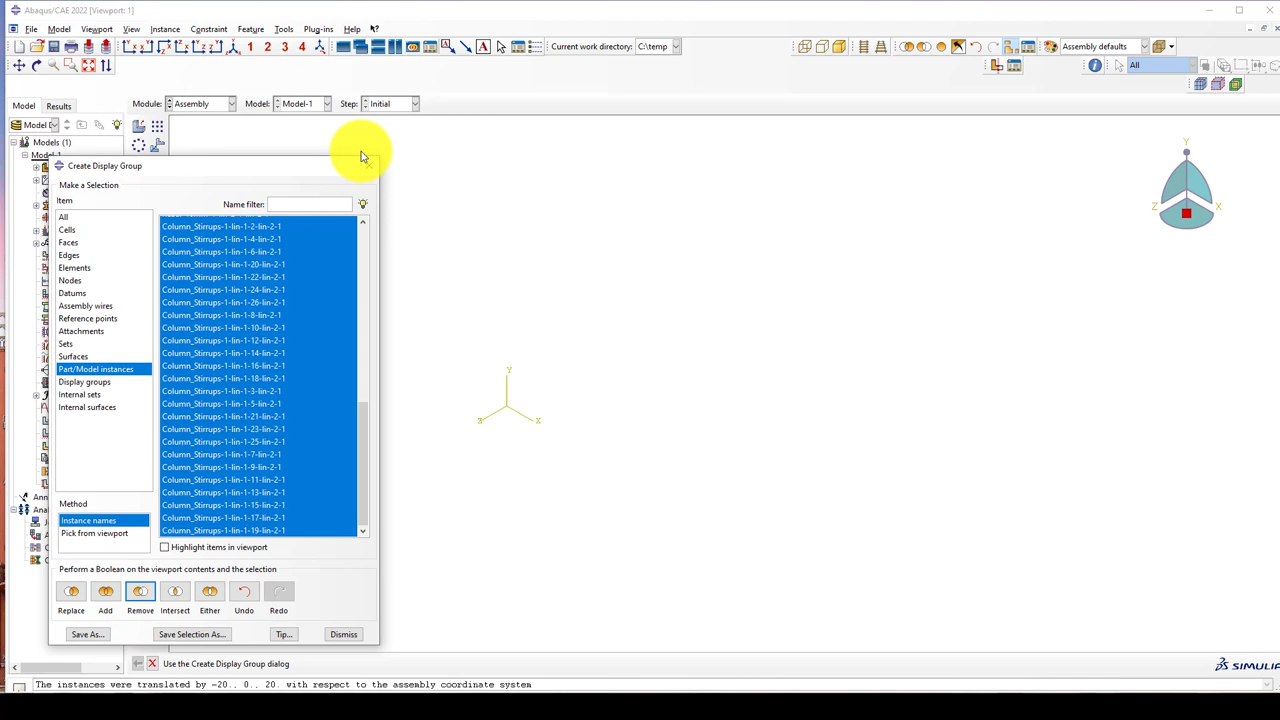 Abaqus/CAE 2022 [Viewport: 1]
File Model Viewport View Instance Constraint Feature Tools Plug-ins Help
1 2 3 4 A Current work directory: C:\temp Assembly defaults
All
Model Results Module: Assembly Model: Model-1 Step: Initial
Model
Models (1)
Model-1
Create Display Group
Make a Selection
Item Name filter:
All
Cells
Faces
Edges
Elements
Nodes
Datums
Assembly wires
Reference points
Attachments
Sets
Surfaces
Part/Model instances
Display groups
Internal sets
Internal surfaces
Column_Stirrups-1-lin-1-2-lin-2-1
Column_Stirrups-1-lin-1-4-lin-2-1
Column_Stirrups-1-lin-1-6-lin-2-1
Column_Stirrups-1-lin-1-20-lin-2-1
Column_Stirrups-1-lin-1-22-lin-2-1
Column_Stirrups-1-lin-1-24-lin-2-1
Column_Stirrups-1-lin-1-26-lin-2-1
Column_Stirrups-1-lin-1-8-lin-2-1
Column_Stirrups-1-lin-1-10-lin-2-1
Column_Stirrups-1-lin-1-12-lin-2-1
Column_Stirrups-1-lin-1-14-lin-2-1
Column_Stirrups-1-lin-1-16-lin-2-1
Column_Stirrups-1-lin-1-18-lin-2-1
Column_Stirrups-1-lin-1-3-lin-2-1
Column_Stirrups-1-lin-1-5-lin-2-1
Column_Stirrups-1-lin-1-21-lin-2-1
Column_Stirrups-1-lin-1-23-lin-2-1
Column_Stirrups-1-lin-1-25-lin-2-1
Column_Stirrups-1-lin-1-7-lin-2-1
Column_Stirrups-1-lin-1-9-lin-2-1
Column_Stirrups-1-lin-1-11-lin-2-1
Column_Stirrups-1-lin-1-13-lin-2-1
Column_Stirrups-1-lin-1-15-lin-2-1
Column_Stirrups-1-lin-1-17-lin-2-1
Column_Stirrups-1-lin-1-19-lin-2-1
Method
Instance names
Pick from viewport
Highlight items in viewport
Perform a Boolean on the viewport contents and the selection
Replace Add Remove Intersect Either Undo Redo
Save As... Save Selection As... Tip... Dismiss
Y
Z X
Y
Z X
Use the Create Display Group dialog
SIMULIA
The instances were translated by -20., 0., 20. with respect to the assembly coordinate system